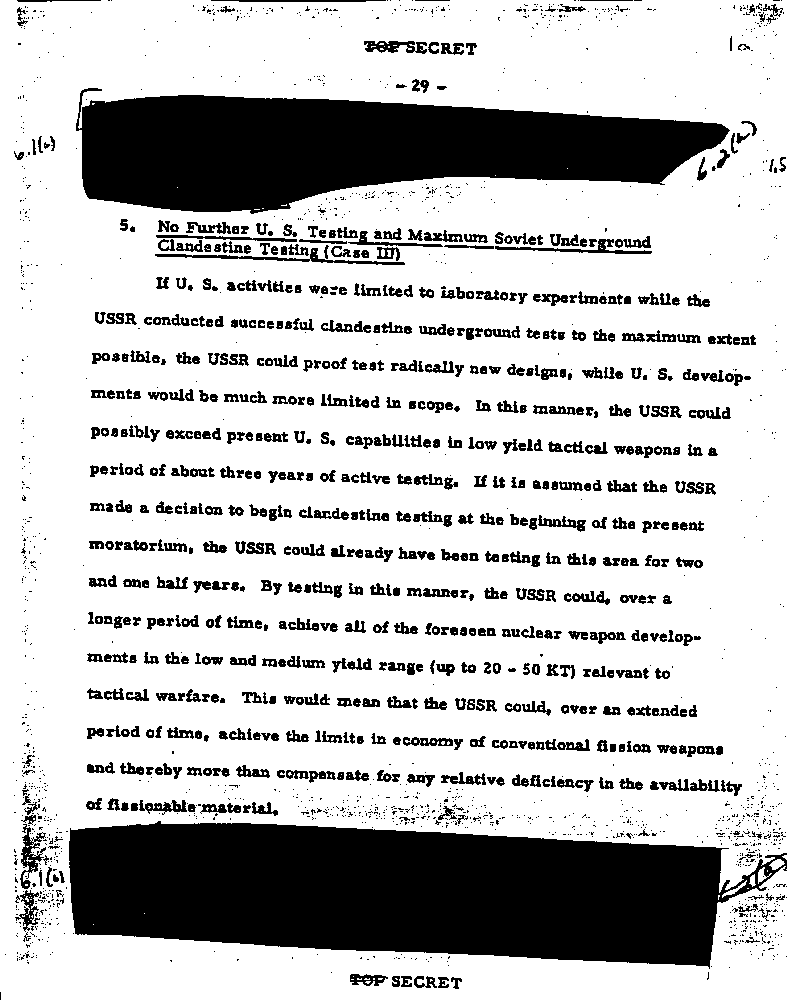 TOP SECRET
1a
- 29 -
6.1(a)
6.2(a)
1.5
5. No Further U. S. Testing and Maximum Soviet Underground
Clandestine Testing (Case III)
If U. S. activities were limited to laboratory experiments while the
USSR conducted successful clandestine underground tests to the maximum extent
possible, the USSR could proof test radically new designs, while U. S. develop-
ments would be much more limited in scope. In this manner, the USSR could
possibly exceed present U. S. capabilities in low yield tactical weapons in a
period of about three years of active testing. If it is assumed that the USSR
made a decision to begin clandestine testing at the beginning of the present
moratorium, the USSR could already have been testing in this area for two
and one half years. By testing in this manner, the USSR could, over a
longer period of time, achieve all of the foreseen nuclear weapon develop-
ments in the low and medium yield range (up to 20 - 50 KT) relevant to
tactical warfare. This would mean that the USSR could, over an extended
period of time, achieve the limits in economy of conventional fission weapons
and thereby more than compensate for any relative deficiency in the availability
of fissionable material.
6.1(a)
6.2(a)
TOP SECRET